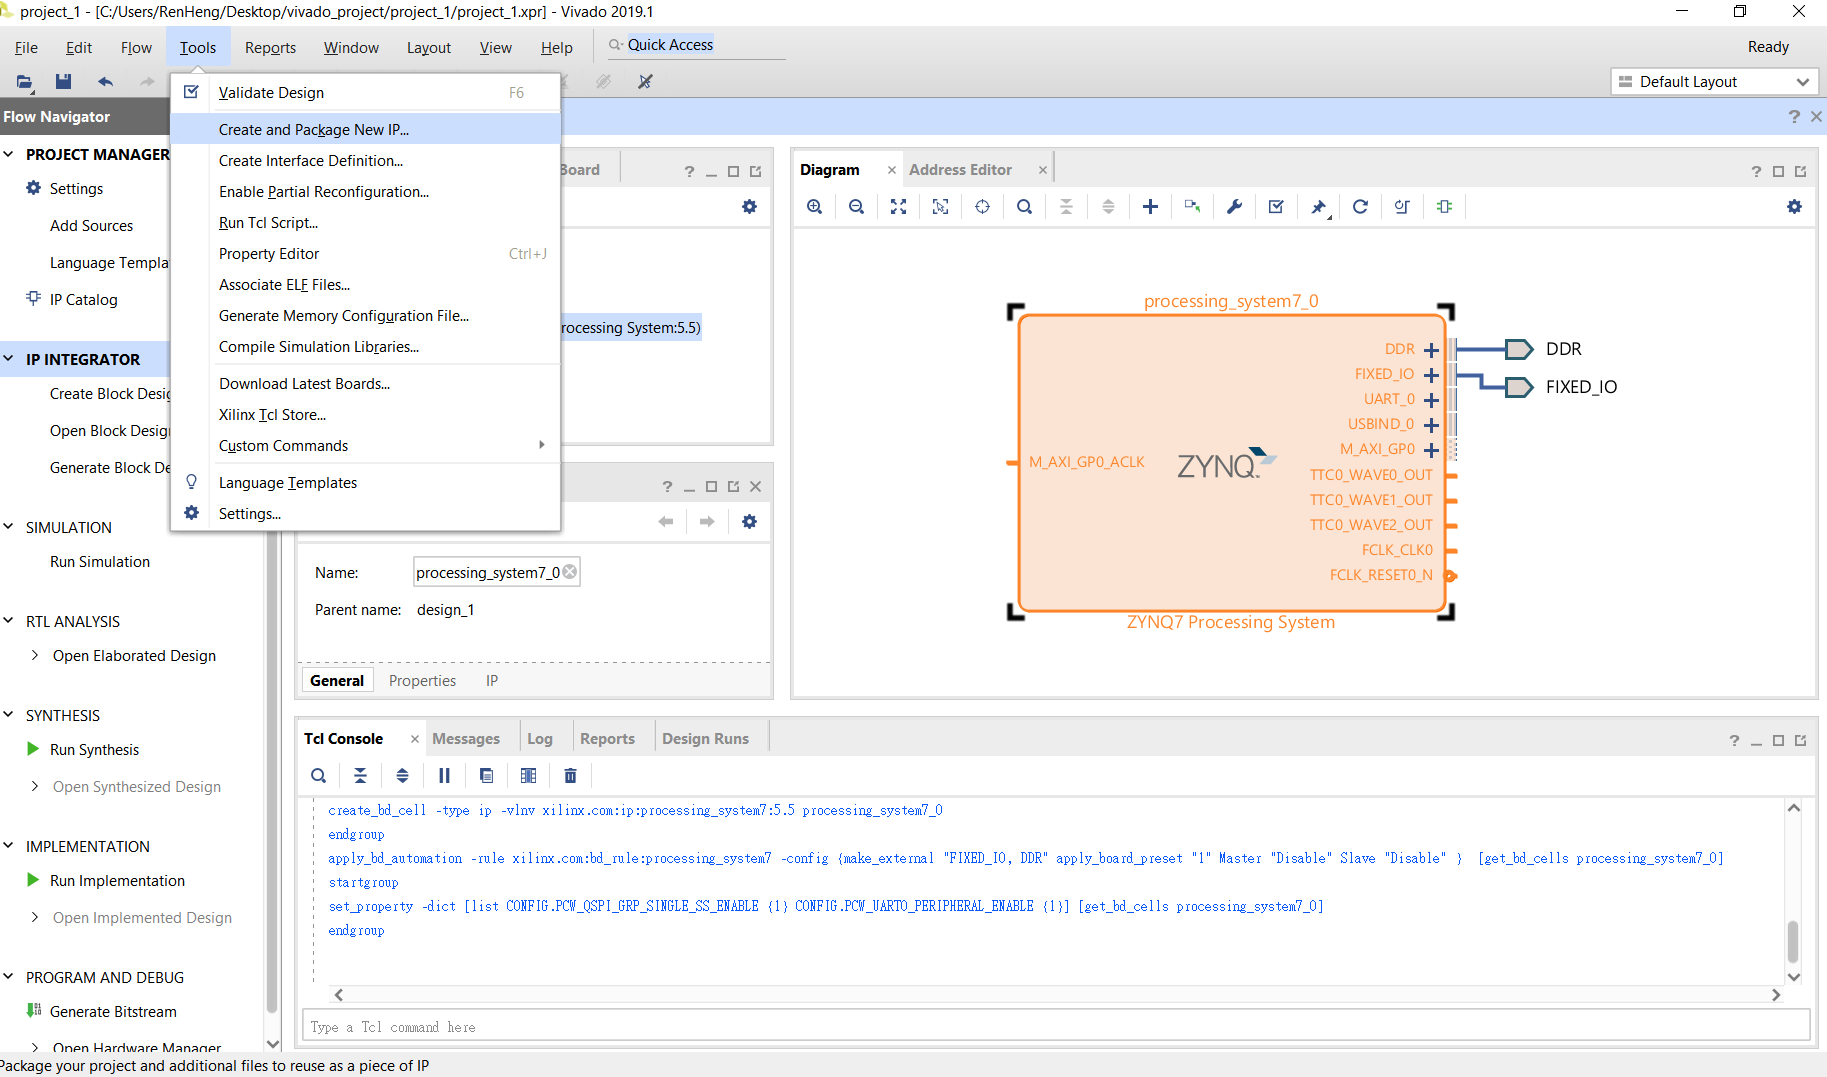 project_1 - [C:/Users/RenHeng/Desktop/vivado_project/project_1/project_1.xpr] - Vivado 2019.1
File Edit Flow Tools Reports Window Layout View Help Quick Access Ready
Default Layout
Flow Navigator
PROJECT MANAGER
Settings
Add Sources
Language Templa
IP Catalog
IP INTEGRATOR
Create Block Desig
Open Block Design
Generate Block De
SIMULATION
Run Simulation
RTL ANALYSIS
Open Elaborated Design
SYNTHESIS
Run Synthesis
Open Synthesized Design
IMPLEMENTATION
Run Implementation
Open Implemented Design
PROGRAM AND DEBUG
Generate Bitstream
Open Hardware Manager
Validate Design F6
Create and Package New IP...
Create Interface Definition...
Enable Partial Reconfiguration...
Run Tcl Script...
Property Editor Ctrl+J
Associate ELF Files...
Generate Memory Configuration File...
Compile Simulation Libraries...
Download Latest Boards...
Xilinx Tcl Store...
Custom Commands
Language Templates
Settings...
Board
rocessing System:5.5)
Name: processing_system7_0
Parent name: design_1
General Properties IP
Diagram Address Editor
processing_system7_0
DDR
FIXED_IO
UART_0
USBIND_0
M_AXI_GP0
TTC0_WAVE0_OUT
TTC0_WAVE1_OUT
TTC0_WAVE2_OUT
FCLK_CLK0
FCLK_RESET0_N
M_AXI_GP0_ACLK
ZYNQ
DDR
FIXED_IO
ZYNQ7 Processing System
Tcl Console Messages Log Reports Design Runs
create_bd_cell -type ip -vlnv xilinx.com:ip:processing_system7:5.5 processing_system7_0
endgroup
apply_bd_automation -rule xilinx.com:bd_rule:processing_system7 -config {make_external "FIXED_IO, DDR" apply_board_preset "1" Master "Disable" Slave "Disable" } [get_bd_cells processing_system7_0]
startgroup
set_property -dict [list CONFIG.PCW_QSPI_GRP_SINGLE_SS_ENABLE {1} CONFIG.PCW_UART0_PERIPHERAL_ENABLE {1}] [get_bd_cells processing_system7_0]
endgroup
Type a Tcl command here
Package your project and additional files to reuse as a piece of IP